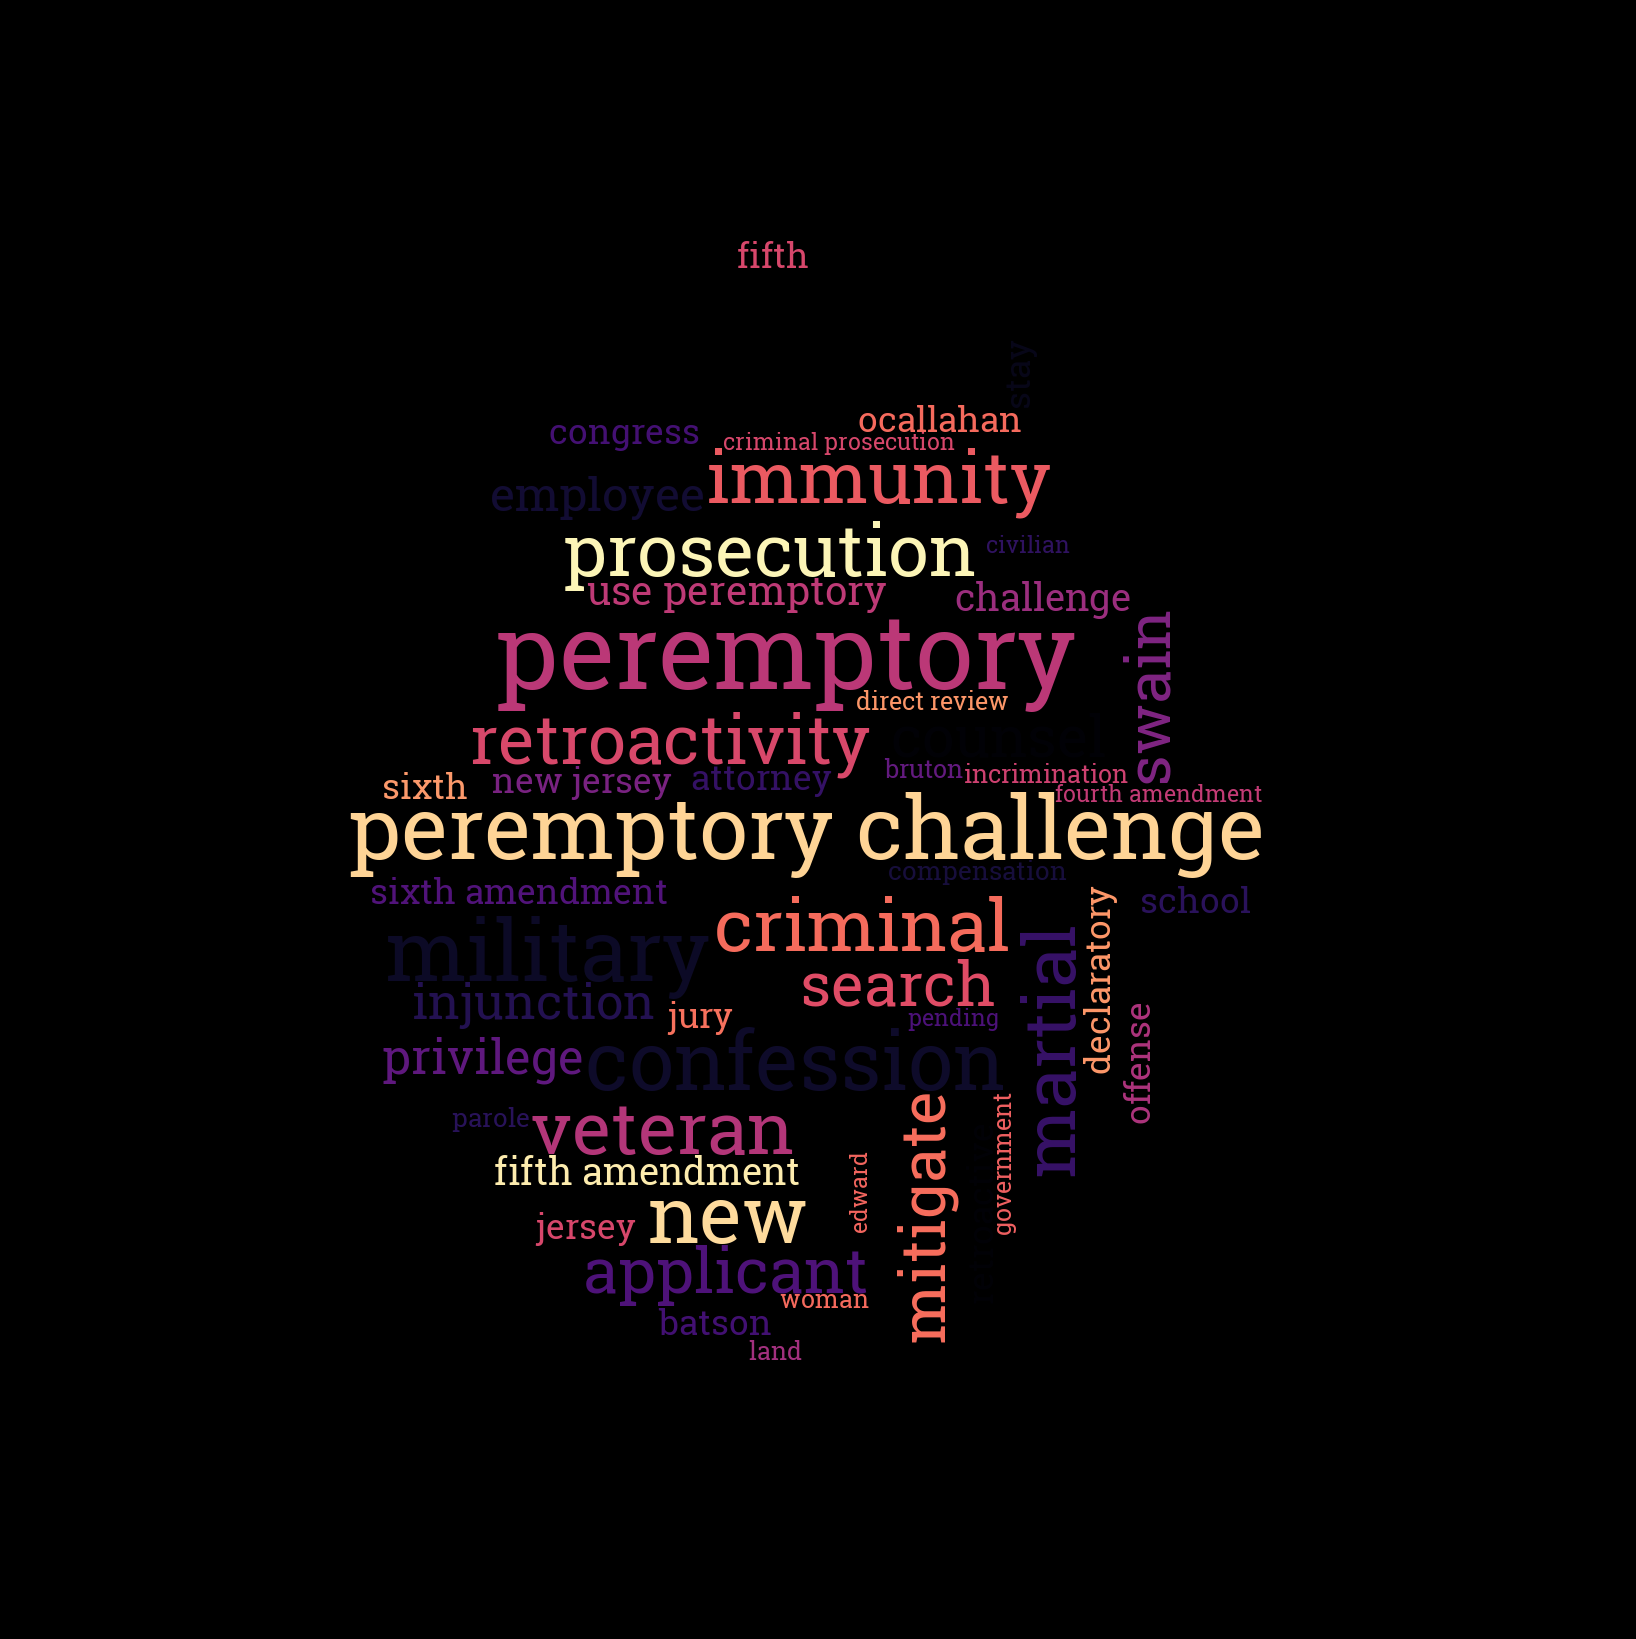 fifth
stay
ocallahan
congress
criminal prosecution
immunity
employee
prosecution
civilian
use peremptory
challenge
peremptory
swain
direct review
retroactivity
counsel
bruton
incrimination
new jersey
attorney
sixth
fourth amendment
peremptory challenge
compensation
sixth amendment
school
criminal
military
declaratory
martial
search
injunction
jury
pending
offense
confession
privilege
parole
veteran
mitigate
government
fifth amendment
edward
new
jersey
applicant
woman
batson
land